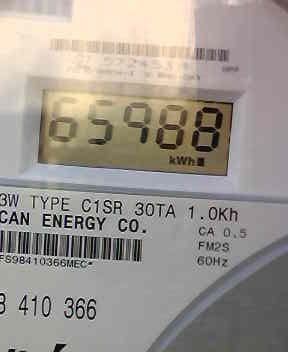 65988
kWh
3W TYPE C1SR 30TA 1.0Kh
CAN ENERGY CO.
CA 0.5
FM2S
60Hz
FS98410366MEC*
8 410 366